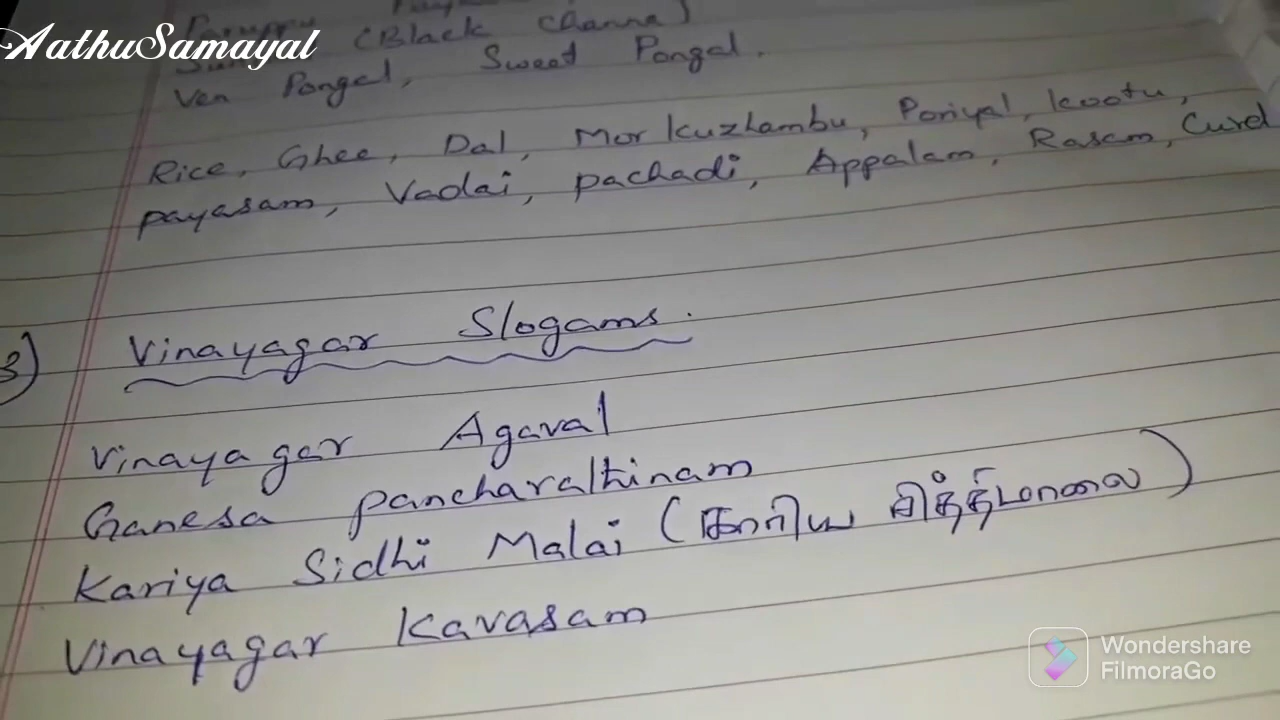 AathuSamayal
(Black Channa)
Ven Pongal, Sweet Pongal.
Rice, Ghee, Dal, Mor kuzhambu, Poriyal, kootu,
payasam, Vadai, pachadi, Appalam, Rasam, Curd
3) Vinayagar Slogams.
Vinayagar Agaval
Ganesa pancharathinam
Kariya Sidhi Malai (காரிய சித்திமாலை)
Vinayagar Kavasam
Wondershare
FilmoraGo